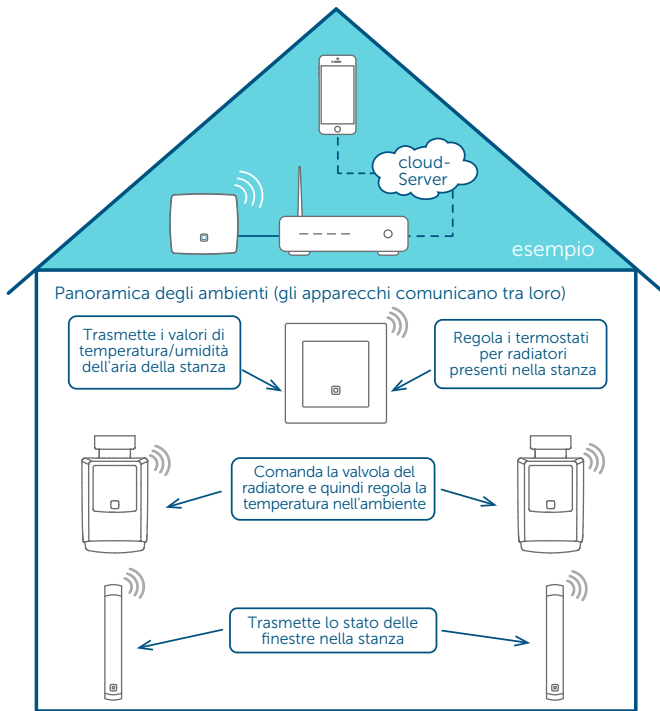 cloud-
Server
esempio
Panoramica degli ambienti (gli apparecchi comunicano tra loro)
Trasmette i valori di
temperatura/umidità
dell'aria della stanza
Regola i termostati
per radiatori
presenti nella stanza
Comanda la valvola del
radiatore e quindi regola la
temperatura nell'ambiente
Trasmette lo stato delle
finestre nella stanza